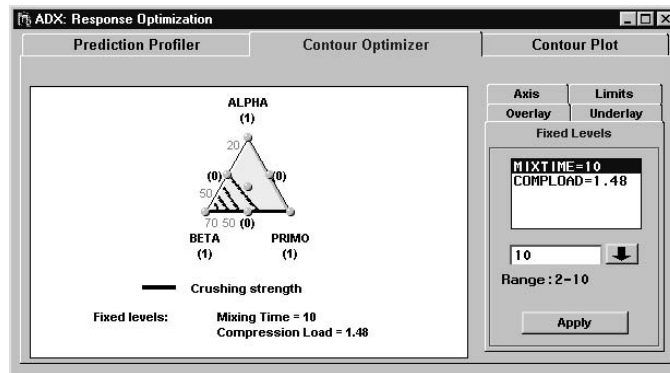 ADX: Response Optimization
Prediction Profiler
Contour Optimizer
Contour Plot
ALPHA
(1)
20
(0)
(0)
50
70 50 (0)
BETA
(1)
PRIMO
(1)
Crushing strength
Fixed levels:
Mixing Time = 10
Compression Load = 1.48
Axis
Limits
Overlay
Underlay
Fixed Levels
MIXTIME=10
COMPLOAD=1.48
10
Range: 2-10
Apply